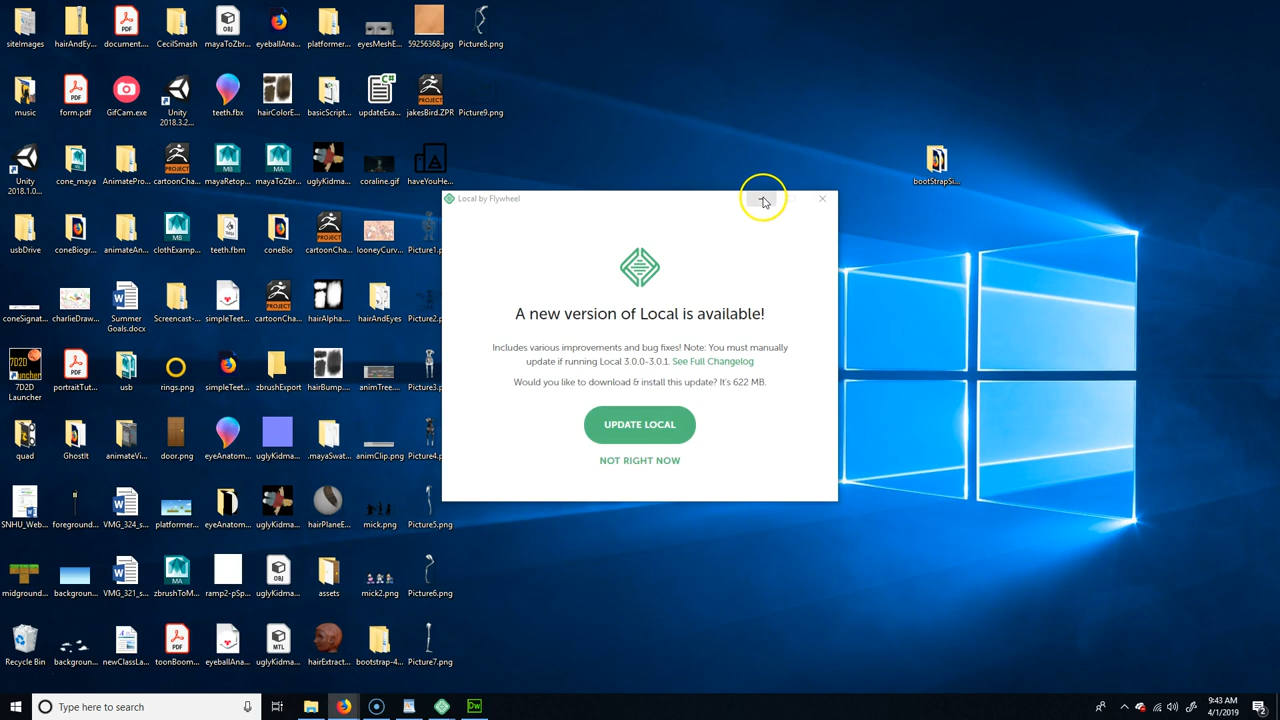 siteImages
hairAndEy...
document....
CecilSmash
mayaToZbr...
eyeballAna...
platformer...
eyesMeshE...
59256368.jpg
Picture8.png
music
form.pdf
GifCam.exe
Unity
2018.3.2...
teeth.fbx
hairColorE...
basicScript...
updateExa...
jakesBird.ZPR
Picture9.png
Unity
2018.1.0...
cone_maya
AnimatePro...
cartoonCha...
mayaRetop...
mayaToZbr...
uglyKidma...
coraline.gif
haveYouHe...
bootStrapSi...
usbDrive
coneBiogr...
animateAn...
clothExamp...
teeth.fbm
coneBio
cartoonCha...
looneyCurv...
Picture1.p
coneSignat...
charlieDraw...
Summer
Goals.docx
Screencast-...
simpleTeet...
cartoonCha...
hairAlpha....
hairAndEyes
Picture2.p
7D2D
Launcher
portraitTut...
usb
rings.png
simpleTeet...
zbrushExport
hairBump....
animTree....
Picture3.p
quad
GhostIt
animateVi...
door.png
eyeAnatom...
uglyKidma...
.mayaSwat...
animClip.png
Picture4.p
SNHU_Web...
foreground...
VMG_324_s...
platformer...
eyeAnatom...
uglyKidma...
hairPlaneE...
mick.png
Picture5.png
midground...
backgroun...
VMG_321_s...
zbrushToM...
ramp2-pSp...
uglyKidma...
assets
mick2.png
Picture6.png
Recycle Bin
backgroun...
newClassLa...
toonBoom...
eyeballAna...
uglyKidma...
hairExtract...
bootstrap-4...
Picture7.png
Local by Flywheel
A new version of Local is available!
Includes various improvements and bug fixes! Note: You must manually
update if running Local 3.0.0-3.0.1. See Full Changelog
Would you like to download & install this update? It's 622 MB.
UPDATE LOCAL
NOT RIGHT NOW
Type here to search
Dw
9:43 AM
4/1/2019
2